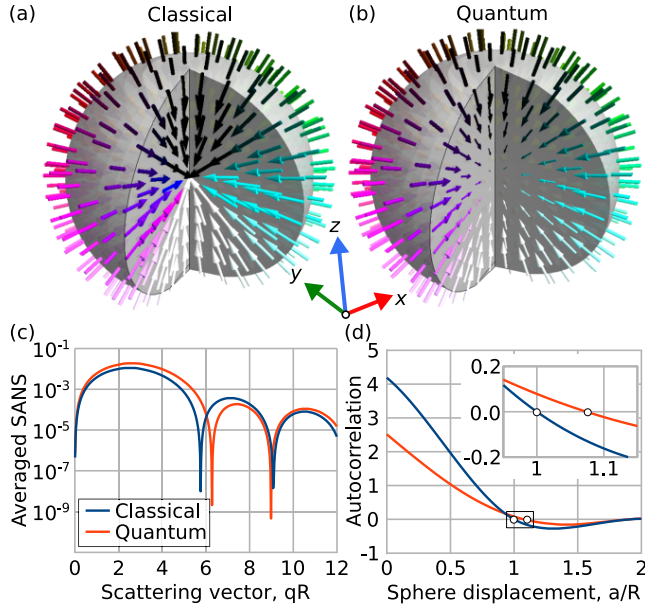 (a) Classical
(b) Quantum
z
y
x
(c)
10-1
10-3
10-5
10-7
10-9
Averaged SANS
Classical
Quantum
0 2 4 6 8 10 12
Scattering vector, qR
(d)
5
4
3
2
1
0
-1
Autocorrelation
0.2
0.0
-0.2
1 1.1
0 0.5 1 1.5 2
Sphere displacement, a/R